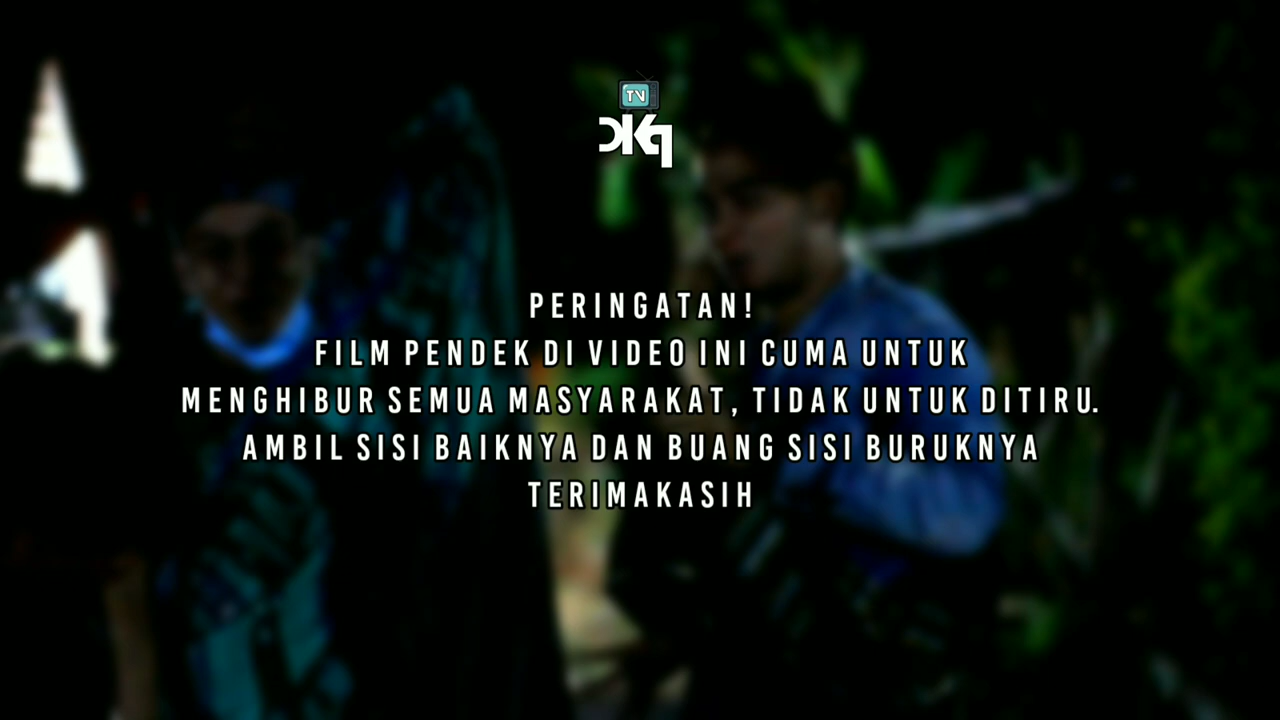 TV
DKQ
PERINGATAN!
FILM PENDEK DI VIDEO INI CUMA UNTUK
MENGHIBUR SEMUA MASYARAKAT, TIDAK UNTUK DITIRU.
AMBIL SISI BAIKNYA DAN BUANG SISI BURUKNYA
TERIMAKASIH